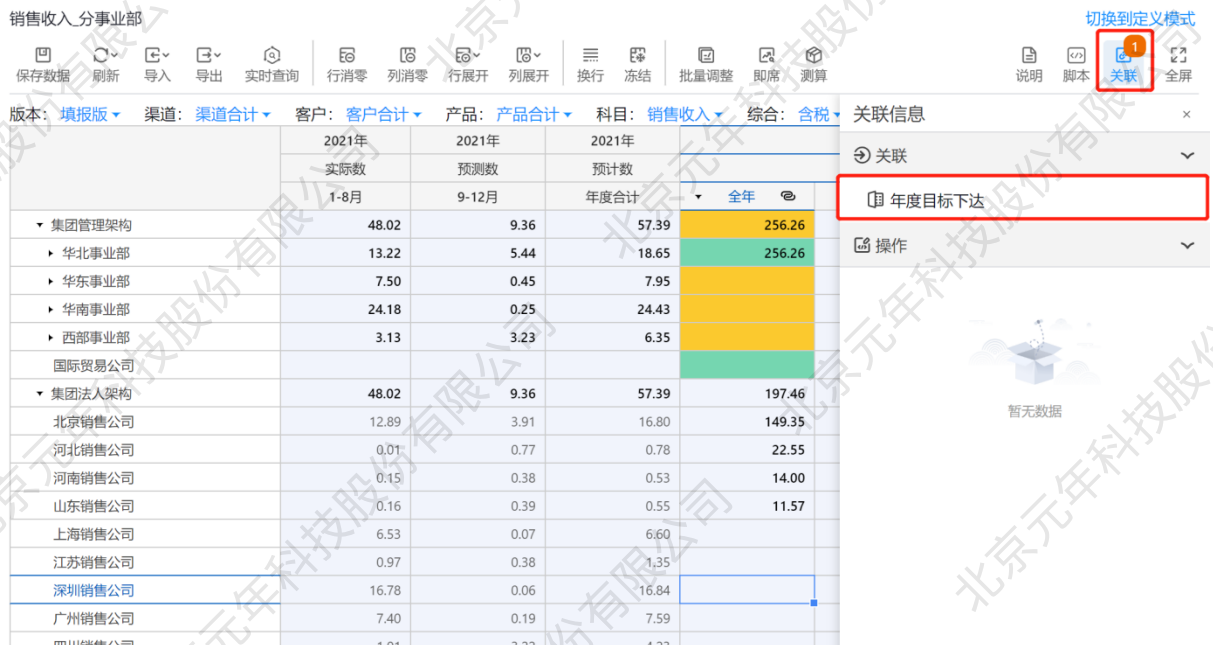 销售收入_分事业部 切换到定义模式
保存数据 刷新 导入 导出 实时查询 行消零 列消零 行展开 列展开 换行 冻结 批量调整 即席 测算 说明 脚本 关联 1 全屏
版本: 填报版 渠道: 渠道合计 客户: 客户合计 产品: 产品合计 科目: 销售收入 综合: 含税 关联信息 ×
2021年 2021年 2021年
关联
实际数 预测数 预计数
1-8月 9-12月 年度合计 全年
年度目标下达
集团管理架构 48.02 9.36 57.39 256.26
操作
华北事业部 13.22 5.44 18.65 256.26
华东事业部 7.50 0.45 7.95
华南事业部 24.18 0.25 24.43
西部事业部 3.13 3.23 6.35
国际贸易公司
集团法人架构 48.02 9.36 57.39 197.46
暂无数据
北京销售公司 12.89 3.91 16.80 149.35
河北销售公司 0.01 0.77 0.78 22.55
河南销售公司 0.15 0.38 0.53 14.00
山东销售公司 0.16 0.39 0.55 11.57
上海销售公司 6.53 0.07 6.60
江苏销售公司 0.97 0.38 1.35
深圳销售公司 16.78 0.06 16.84
广州销售公司 7.40 0.19 7.59
北京元年科技股份有限公司